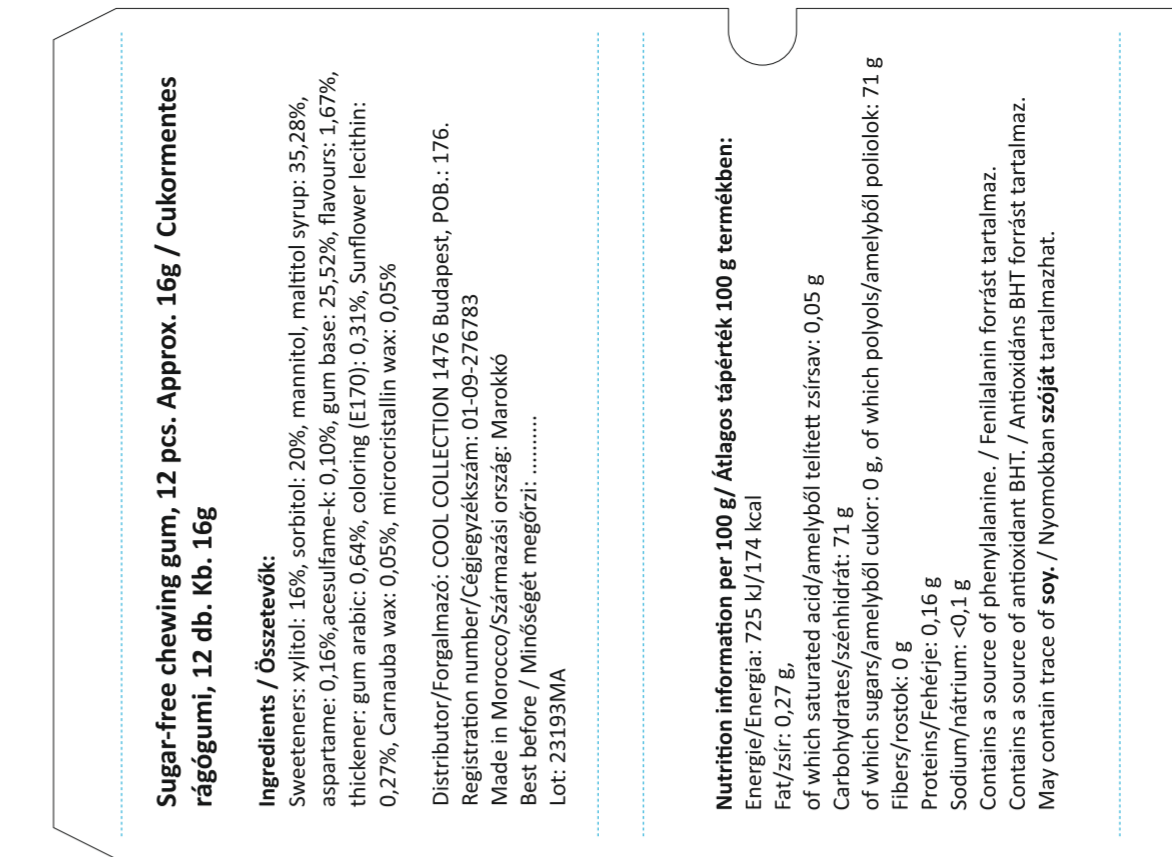 Sugar-free chewing gum, 12 pcs. Approx. 16g / Cukormentes
rágógumi, 12 db. Kb. 16g
Ingredients / Összetevők:
Sweeteners: xylitol: 16%, sorbitol: 20%, mannitol, maltitol syrup: 35,28%,
aspartame: 0,16%,acesulfame-k: 0,10%, gum base: 25,52%, flavours: 1,67%,
thickener: gum arabic: 0,64%, coloring (E170): 0,31%, Sunflower lecithin:
0,27%, Carnauba wax: 0,05%, microcristallin wax: 0,05%
Distributor/Forgalmazó: COOL COLLECTION 1476 Budapest, POB.: 176.
Registration number/Cégjegyzékszám: 01-09-276783
Made in Morocco/Származási ország: Marokkó
Best before / Minőségét megőrzi: ..........
Lot: 23193MA
Nutrition information per 100 g/ Átlagos tápérték 100 g termékben:
Energie/Energia: 725 kJ/174 kcal
Fat/zsír: 0,27 g,
of which saturated acid/amelyből telített zsírsav: 0,05 g
Carbohydrates/szénhidrát: 71 g
of which sugars/amelyből cukor: 0 g, of which polyols/amelyből poliolok: 71 g
Fibers/rostok: 0 g
Proteins/Fehérje: 0,16 g
Sodium/nátrium: <0,1 g
Contains a source of phenylalanine. / Fenilalanin forrást tartalmaz.
Contains a source of antioxidant BHT. / Antioxidáns BHT forrást tartalmaz.
May contain trace of soy. / Nyomokban szóját tartalmazhat.